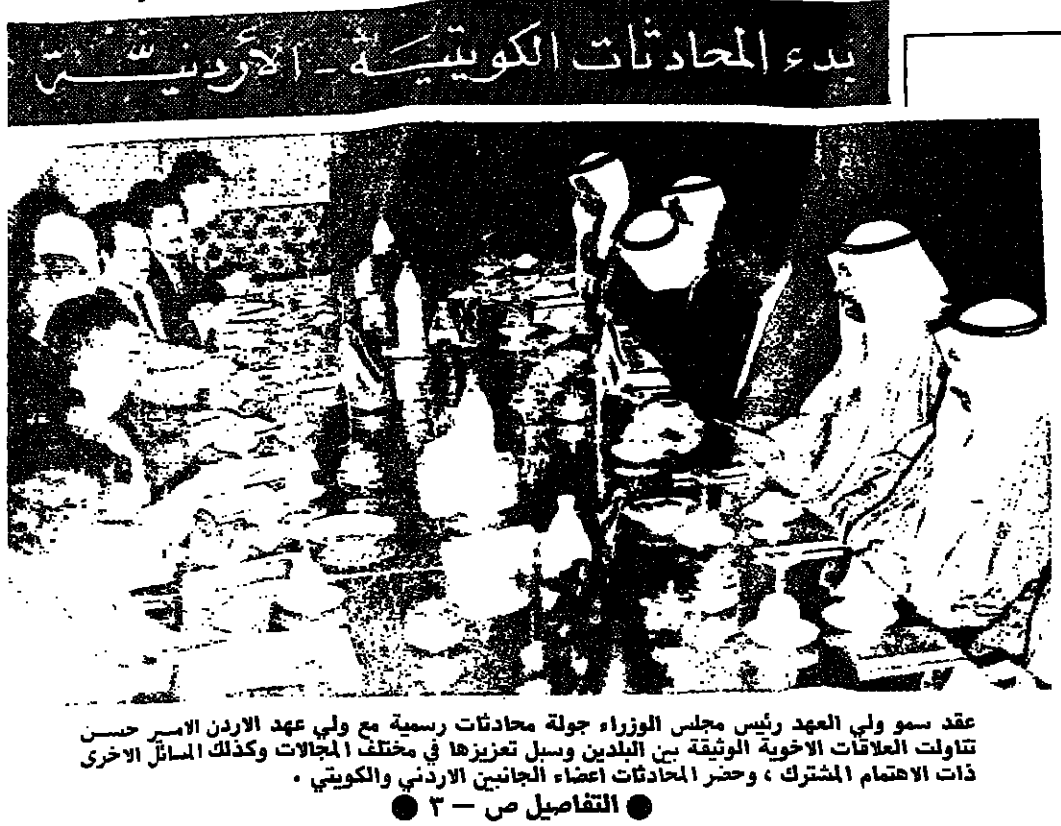 بدء المحادثات الكويتية - الأردنية
عقد سمو ولي العهد رئيس مجلس الوزراء جولة محادثات رسمية مع ولي عهد الاردن الامير حسن
تناولت العلاقات الاخوية الوثيقة بين البلدين وسبل تعزيزها في مختلف المجالات وكذلك المسائل الاخرى
ذات الاهتمام المشترك ، وحضر المحادثات اعضاء الجانبين الاردني والكويتي .
● التفاصيل ص — ٣ ●